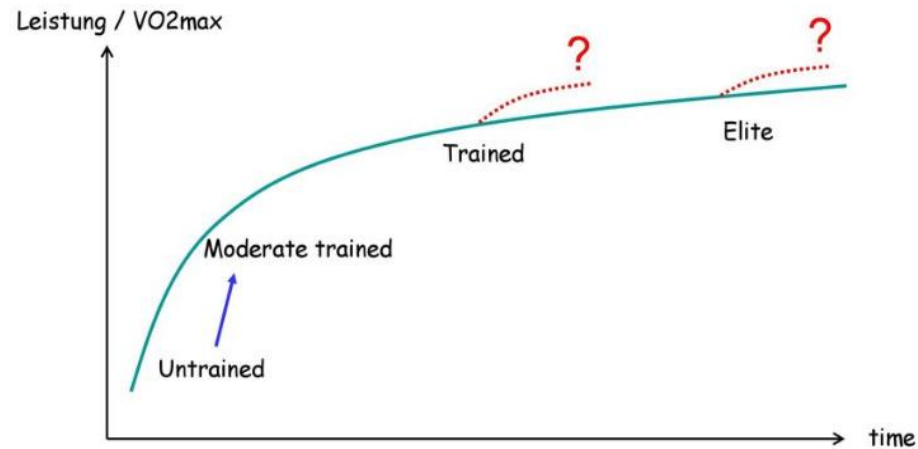 Leistung / VO2max
?
?
Trained
Elite
Moderate trained
Untrained
time